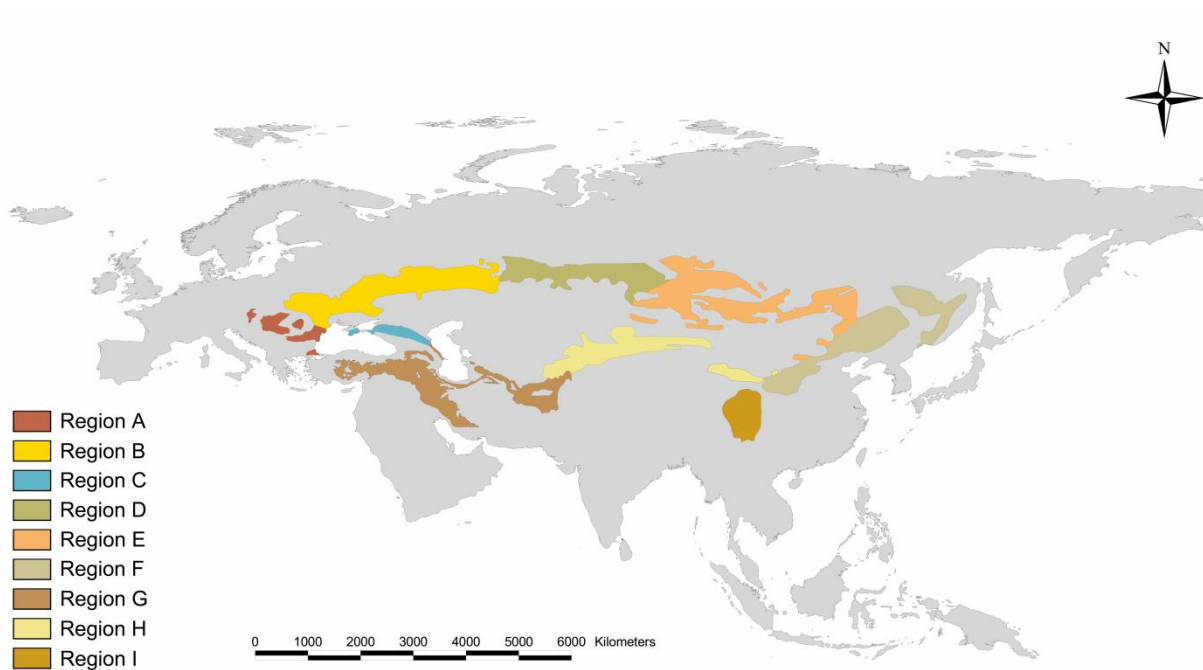 N
Region A
Region B
Region C
Region D
Region E
Region F
Region G
Region H
Region I
0 1000 2000 3000 4000 5000 6000 Kilometers